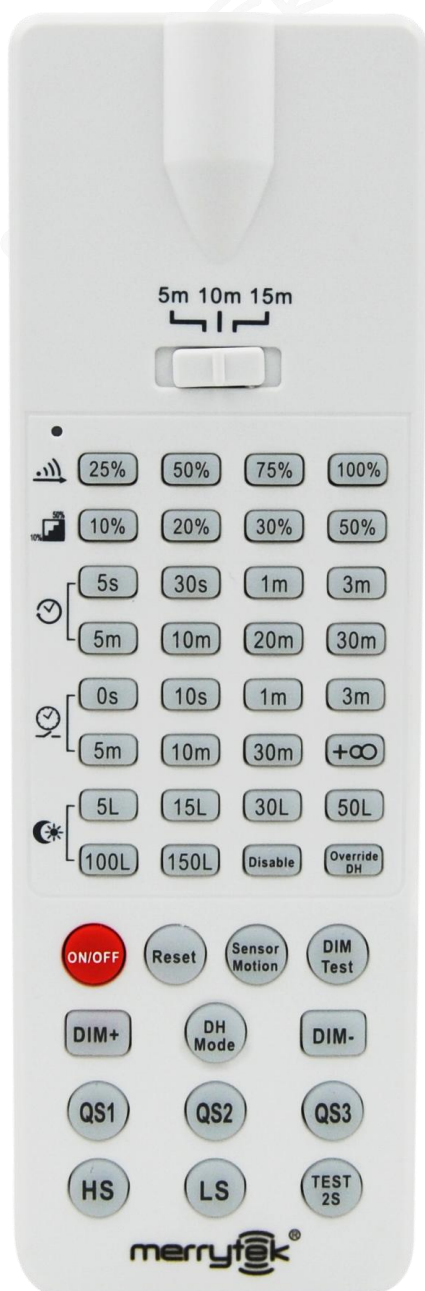 5m 10m 15m
25% 50% 75% 100%
50%
10%
10% 20% 30% 50%
5s 30s 1m 3m
5m 10m 20m 30m
0s 10s 1m 3m
5m 10m 30m +∞
5L 15L 30L 50L
100L 150L Disable Override DH
ON/OFF Reset Sensor Motion DIM Test
DIM+ DH Mode DIM-
QS1 QS2 QS3
HS LS TEST 2S
merrytek®